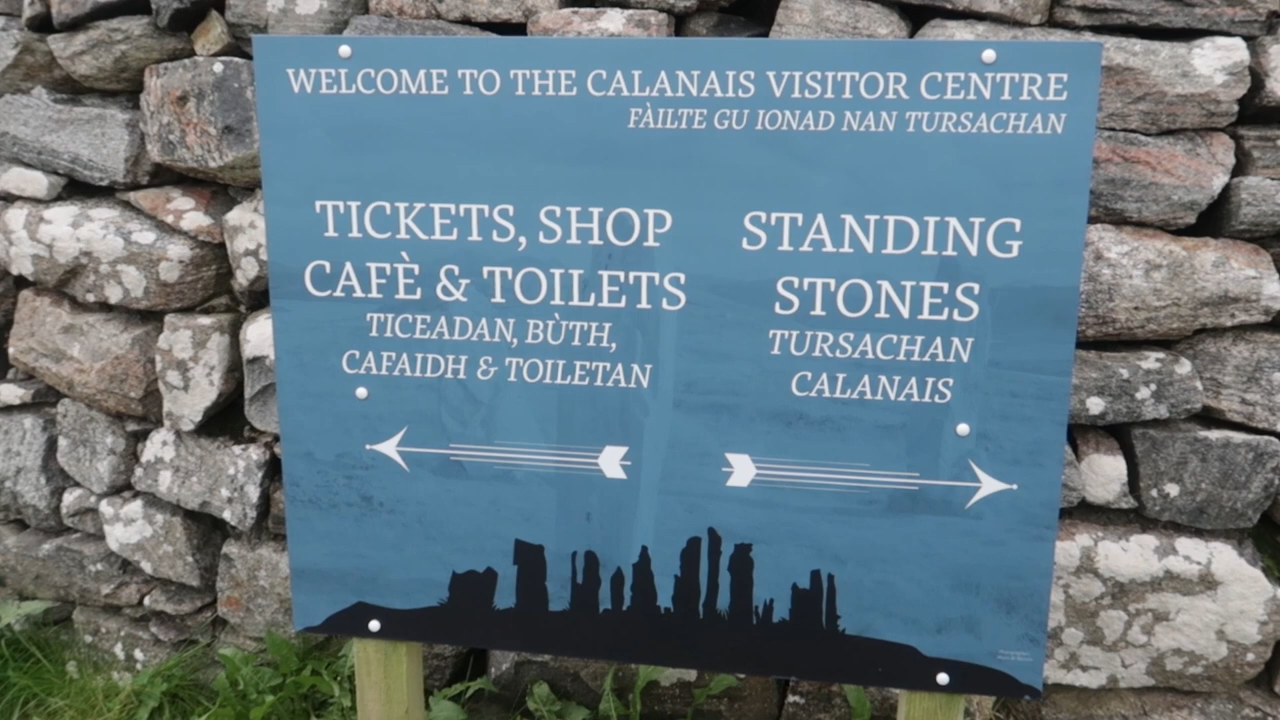 WELCOME TO THE CALANAIS VISITOR CENTRE
FÀILTE GU IONAD NAN TURSACHAN
TICKETS, SHOP
CAFÈ & TOILETS
TICEADAN, BÙTH,
CAFAIDH & TOILETAN
STANDING
STONES
TURSACHAN
CALANAIS